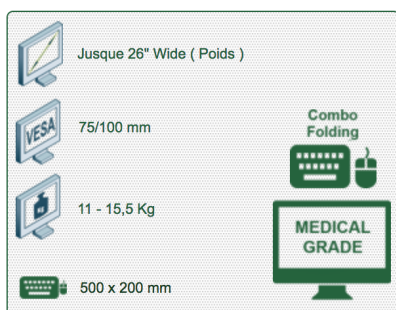 Jusque 26" Wide ( Poids )
VESA
75/100 mm
KG
11 - 15,5 Kg
500 x 200 mm
Combo
Folding
MEDICAL
GRADE